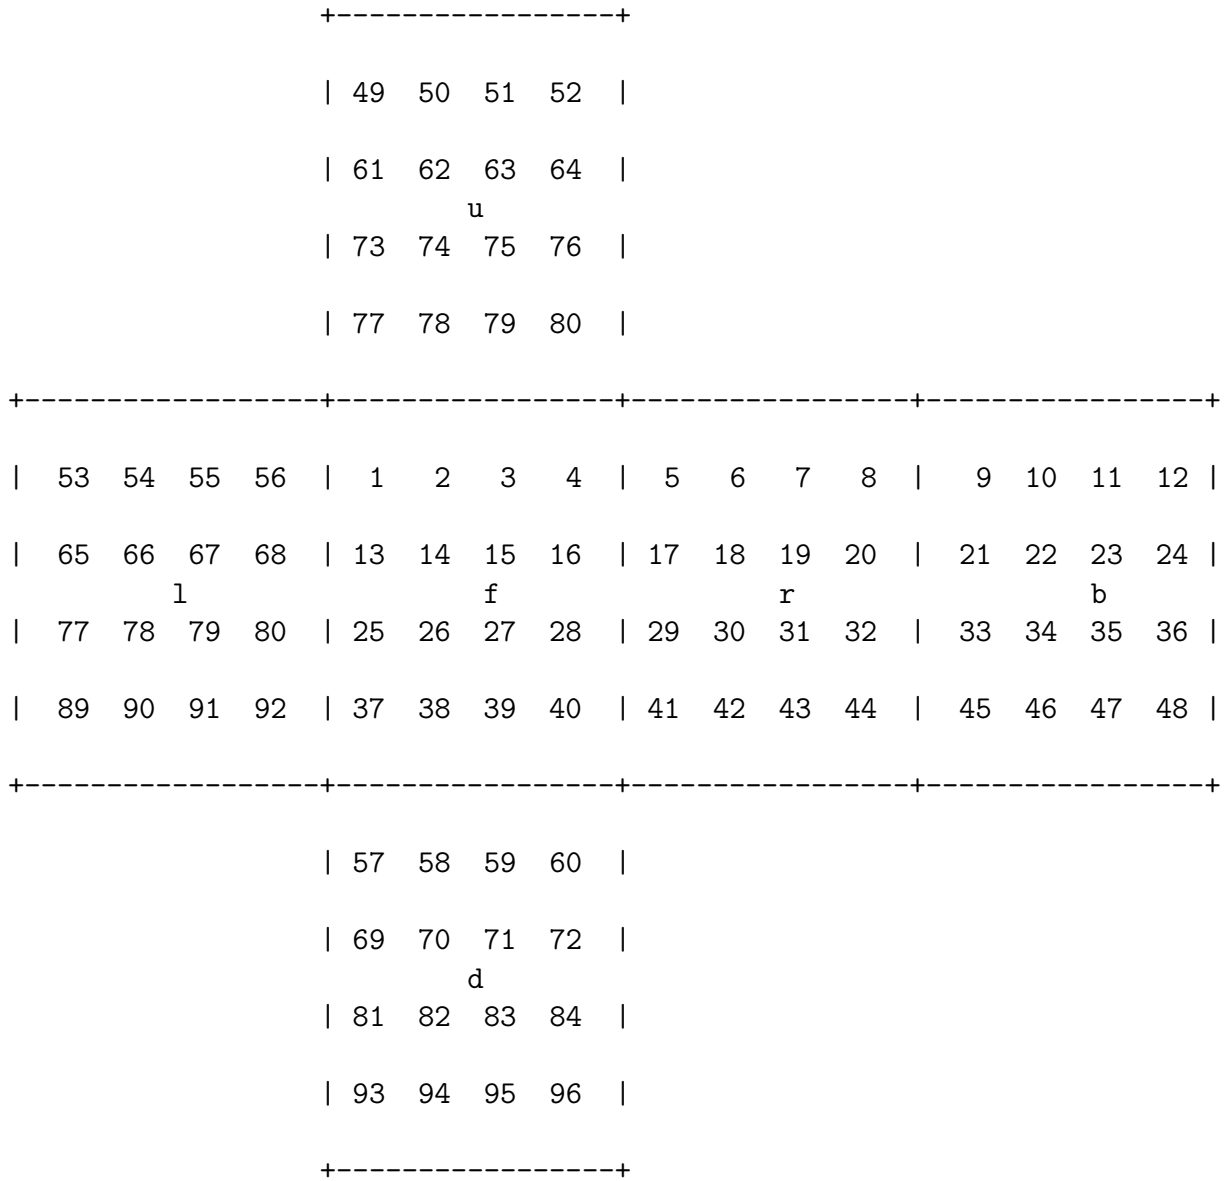 +-----------------+
| 49 50 51 52 |
| 61 62 63 64 |
u
| 73 74 75 76 |
| 77 78 79 80 |
+------------------+-----------------+----------------+----------------+
| 53 54 55 56 | 1 2 3 4 | 5 6 7 8 | 9 10 11 12 |
| 65 66 67 68 | 13 14 15 16 | 17 18 19 20 | 21 22 23 24 |
l f r b
| 77 78 79 80 | 25 26 27 28 | 29 30 31 32 | 33 34 35 36 |
| 89 90 91 92 | 37 38 39 40 | 41 42 43 44 | 45 46 47 48 |
+------------------+-----------------+----------------+----------------+
| 57 58 59 60 |
| 69 70 71 72 |
d
| 81 82 83 84 |
| 93 94 95 96 |
+-----------------+